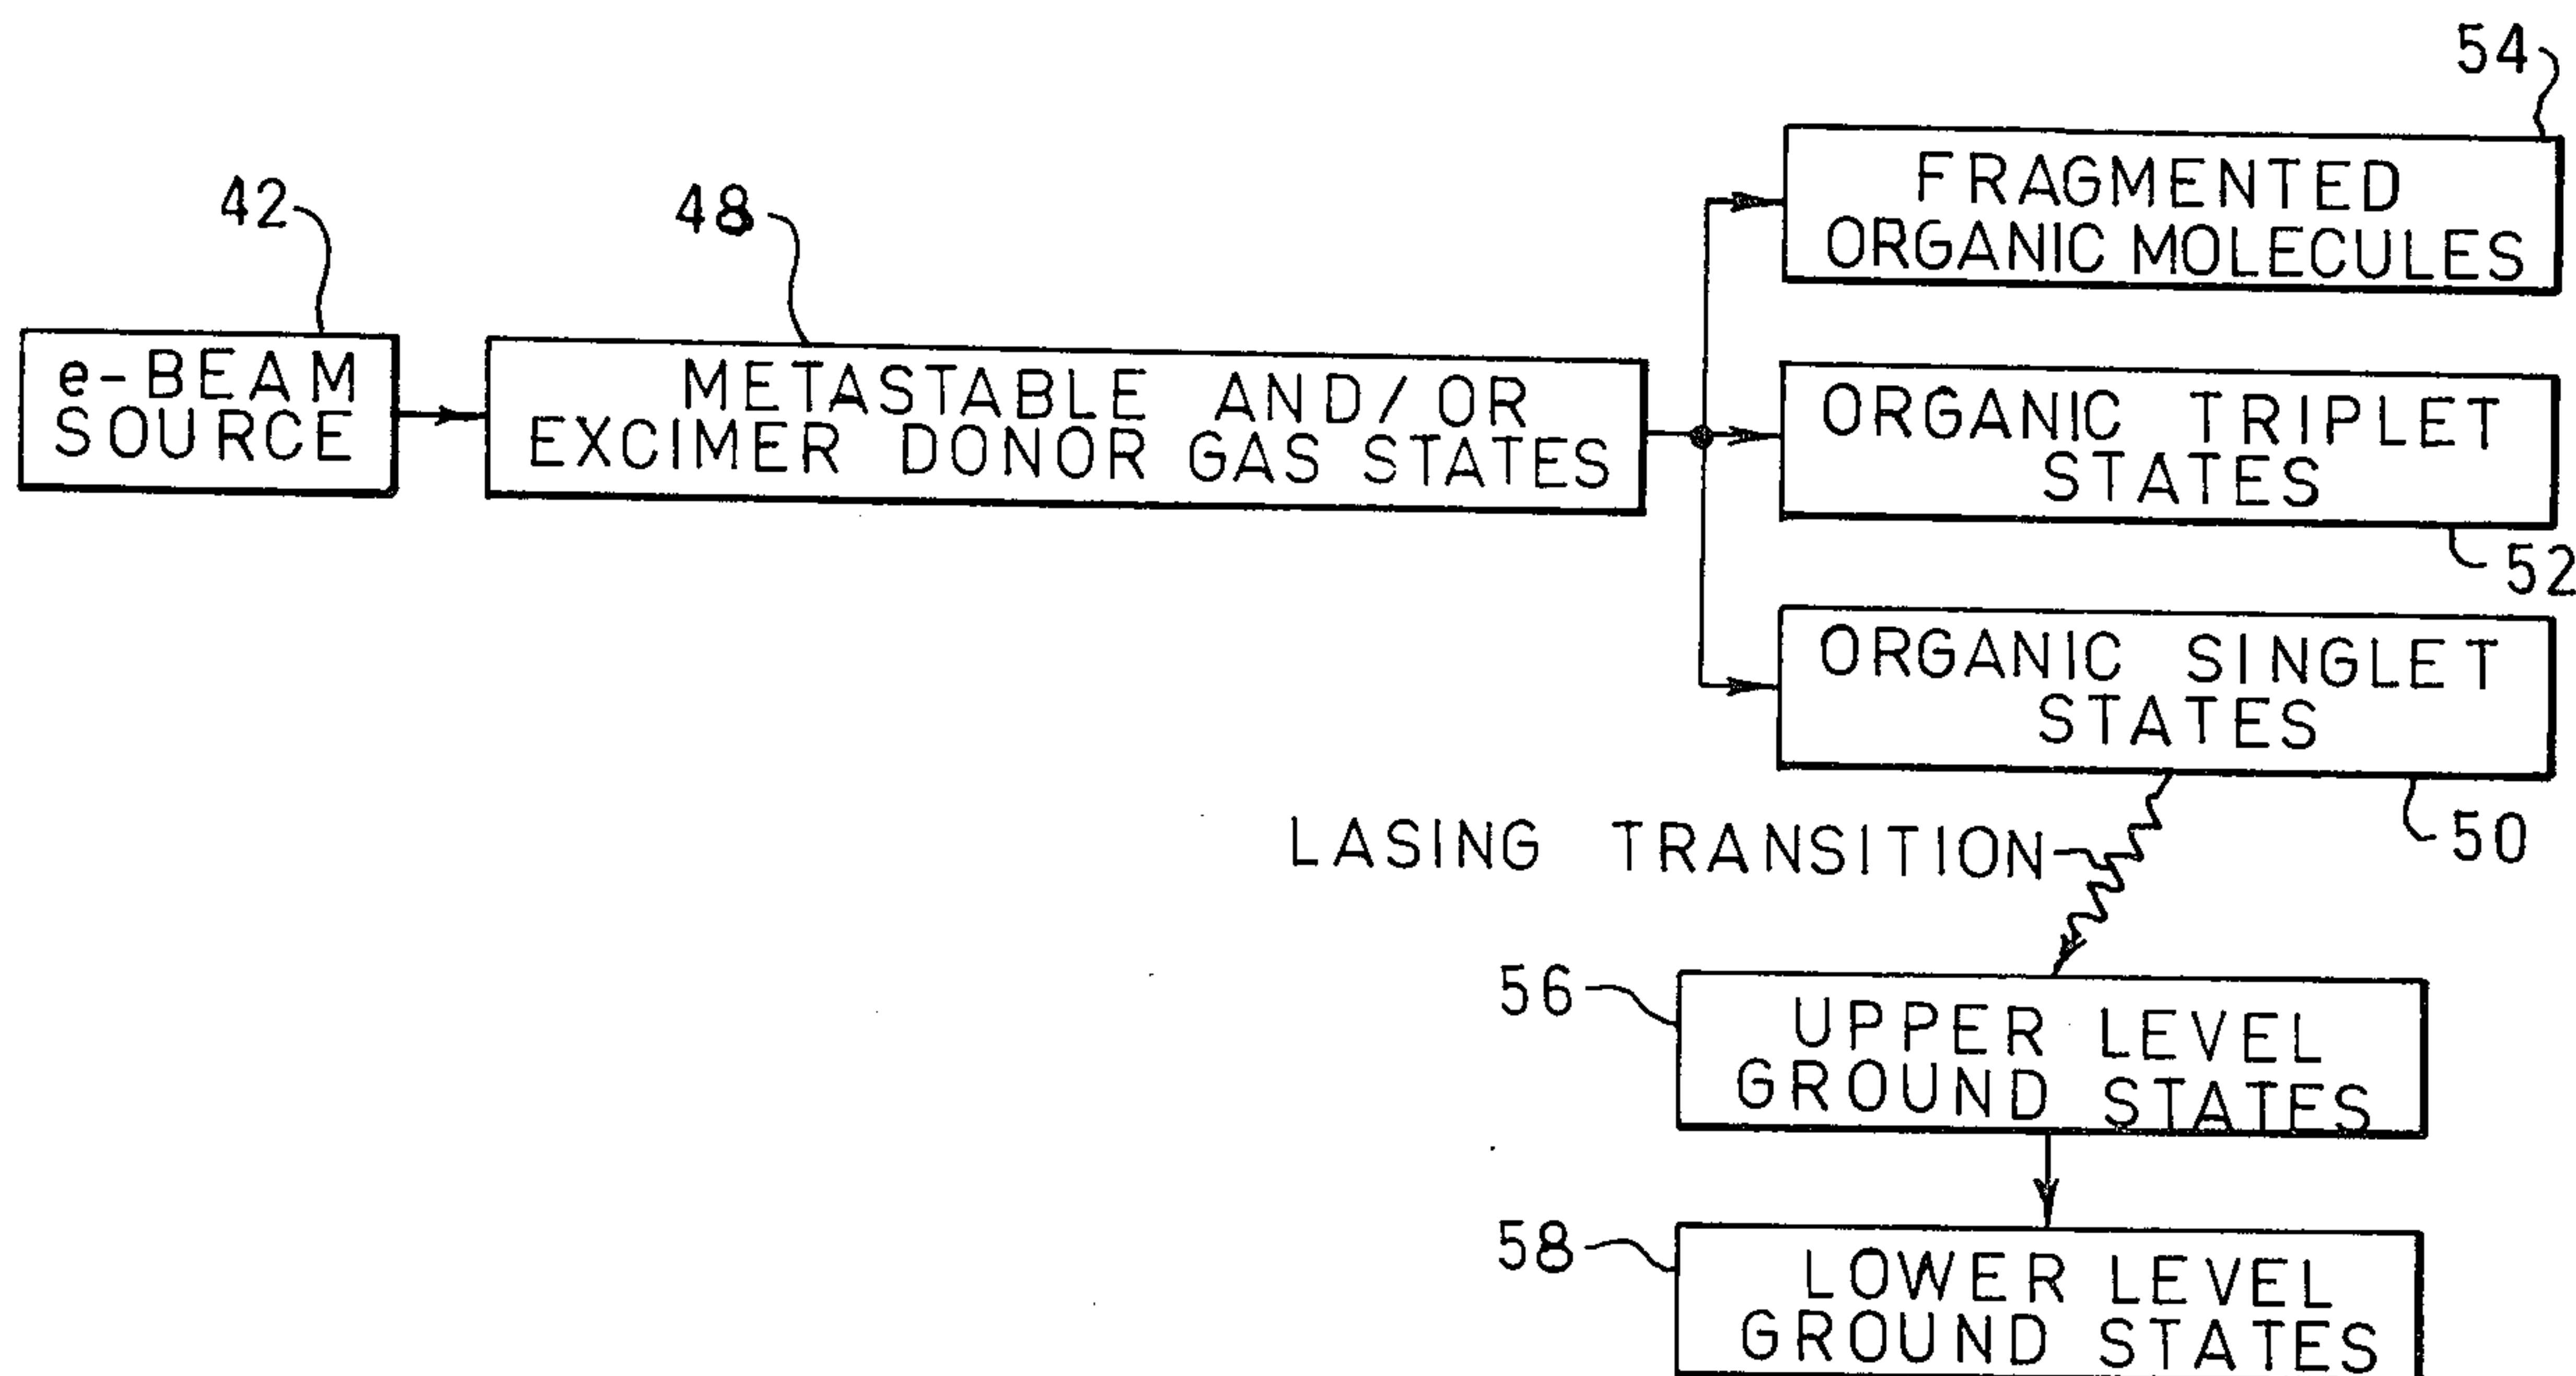 54
42
48
FRAGMENTED
ORGANIC MOLECULES
e-BEAM
SOURCE
METASTABLE AND/OR
EXCIMER DONOR GAS STATES
ORGANIC TRIPLET
STATES
52
ORGANIC SINGLET
STATES
LASING TRANSITION
50
56
UPPER LEVEL
GROUND STATES
58
LOWER LEVEL
GROUND STATES